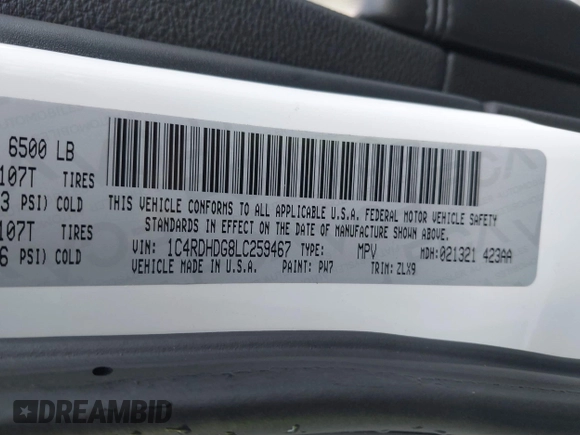 6500 LB
107T TIRES
3 PSI) COLD
107T TIRES
6 PSI) COLD
THIS VEHICLE CONFORMS TO ALL APPLICABLE U.S.A. FEDERAL MOTOR VEHICLE SAFETY
STANDARDS IN EFFECT ON THE DATE OF MANUFACTURE SHOWN ABOVE.
VIN: 1C4RDHDG8LC259467 TYPE: MPV MDH:021321 423AA
VEHICLE MADE IN U.S.A. PAINT: PW7 TRIM: ZLX9
DREAMBID